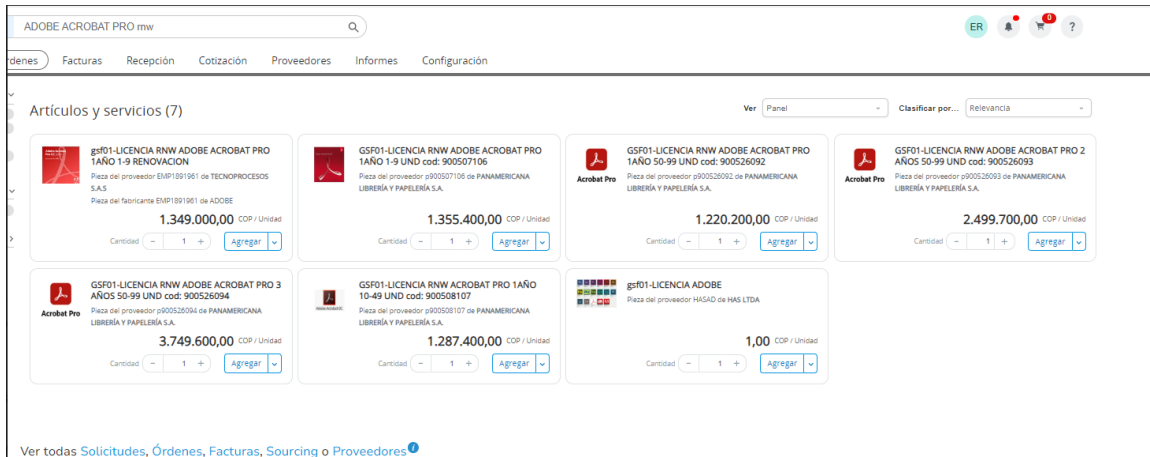 ADOBE ACROBAT PRO rnw
ER
0
?
rdenes
Facturas
Recepción
Cotización
Proveedores
Informes
Configuración
Artículos y servicios (7)
Ver
Panel
Clasificar por...
Relevancia
gsf01-LICENCIA RNW ADOBE ACROBAT PRO
1AÑO 1-9 RENOVACION
Pieza del proveedor EMP1891961 de TECNOPROCESOS
S.A.S
Pieza del fabricante EMP1891961 de ADOBE
1.349.000,00 COP / Unidad
Cantidad - 1 + Agregar
GSF01-LICENCIA RNW ADOBE ACROBAT PRO
1AÑO 1-9 UND cod: 900507106
Pieza del proveedor p900507106 de PANAMERICANA
LIBRERÍA Y PAPELERÍA S.A.
1.355.400,00 COP / Unidad
Cantidad - 1 + Agregar
Acrobat Pro
GSF01-LICENCIA RNW ADOBE ACROBAT PRO
1AÑO 50-99 UND cod: 900526092
Pieza del proveedor p900526092 de PANAMERICANA
LIBRERÍA Y PAPELERÍA S.A.
1.220.200,00 COP / Unidad
Cantidad - 1 + Agregar
Acrobat Pro
GSF01-LICENCIA RNW ADOBE ACROBAT PRO 2
AÑOS 50-99 UND cod: 900526093
Pieza del proveedor p900526093 de PANAMERICANA
LIBRERÍA Y PAPELERÍA S.A.
2.499.700,00 COP / Unidad
Cantidad - 1 + Agregar
Acrobat Pro
GSF01-LICENCIA RNW ADOBE ACROBAT PRO 3
AÑOS 50-99 UND cod: 900526094
Pieza del proveedor p900526094 de PANAMERICANA
LIBRERÍA Y PAPELERÍA S.A.
3.749.600,00 COP / Unidad
Cantidad - 1 + Agregar
GSF01-LICENCIA RNW ACROBAT PRO 1AÑO
10-49 UND cod: 900508107
Pieza del proveedor p900508107 de PANAMERICANA
LIBRERÍA Y PAPELERÍA S.A.
1.287.400,00 COP / Unidad
Cantidad - 1 + Agregar
gsf01-LICENCIA ADOBE
Pieza del proveedor HASAD de HAS LTDA
1,00 COP / Unidad
Cantidad - 1 + Agregar
Ver todas Solicitudes, Órdenes, Facturas, Sourcing o Proveedores